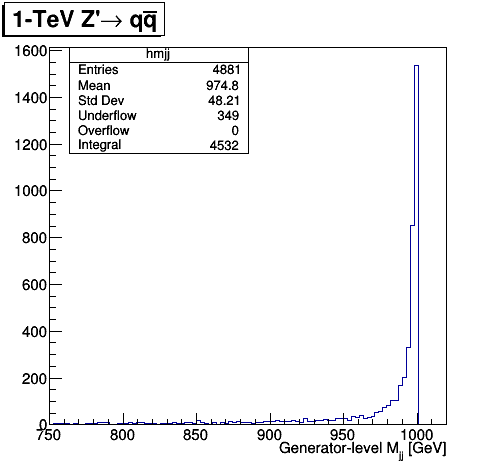 1-TeV Z'→ qq̅
hmjj
Entries 4881
Mean 974.8
Std Dev 48.21
Underflow 349
Overflow 0
Integral 4532
1600
1400
1200
1000
800
600
400
200
0
750 800 850 900 950 1000
Generator-level Mjj [GeV]